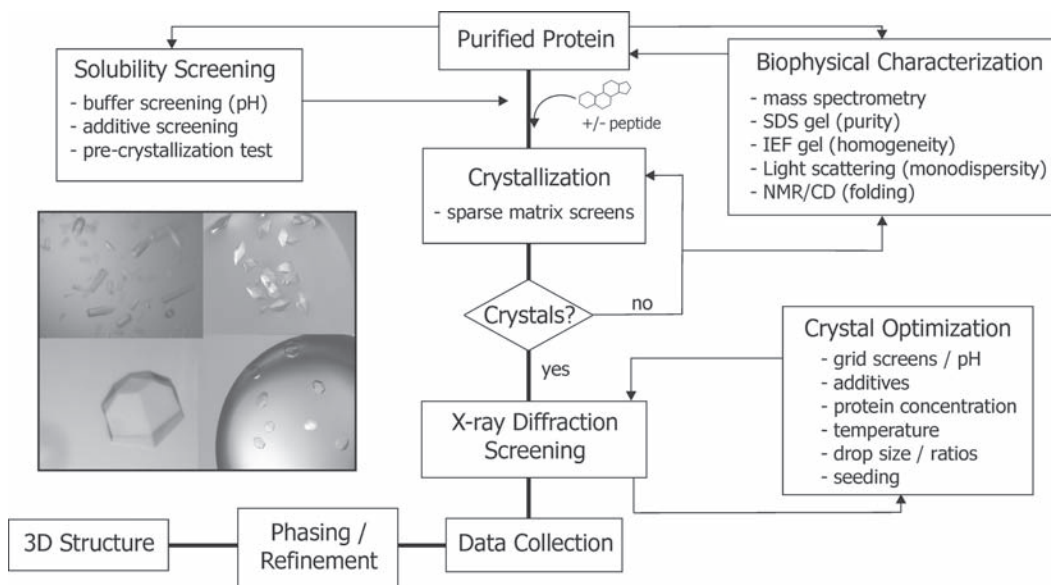 Purified Protein
Solubility Screening
- buffer screening (pH)
- additive screening
- pre-crystallization test
+/- peptide
Biophysical Characterization
- mass spectrometry
- SDS gel (purity)
- IEF gel (homogeneity)
- Light scattering (monodispersity)
- NMR/CD (folding)
Crystallization
- sparse matrix screens
Crystals?
no
yes
Crystal Optimization
- grid screens / pH
- additives
- protein concentration
- temperature
- drop size / ratios
- seeding
X-ray Diffraction
Screening
3D Structure
Phasing /
Refinement
Data Collection